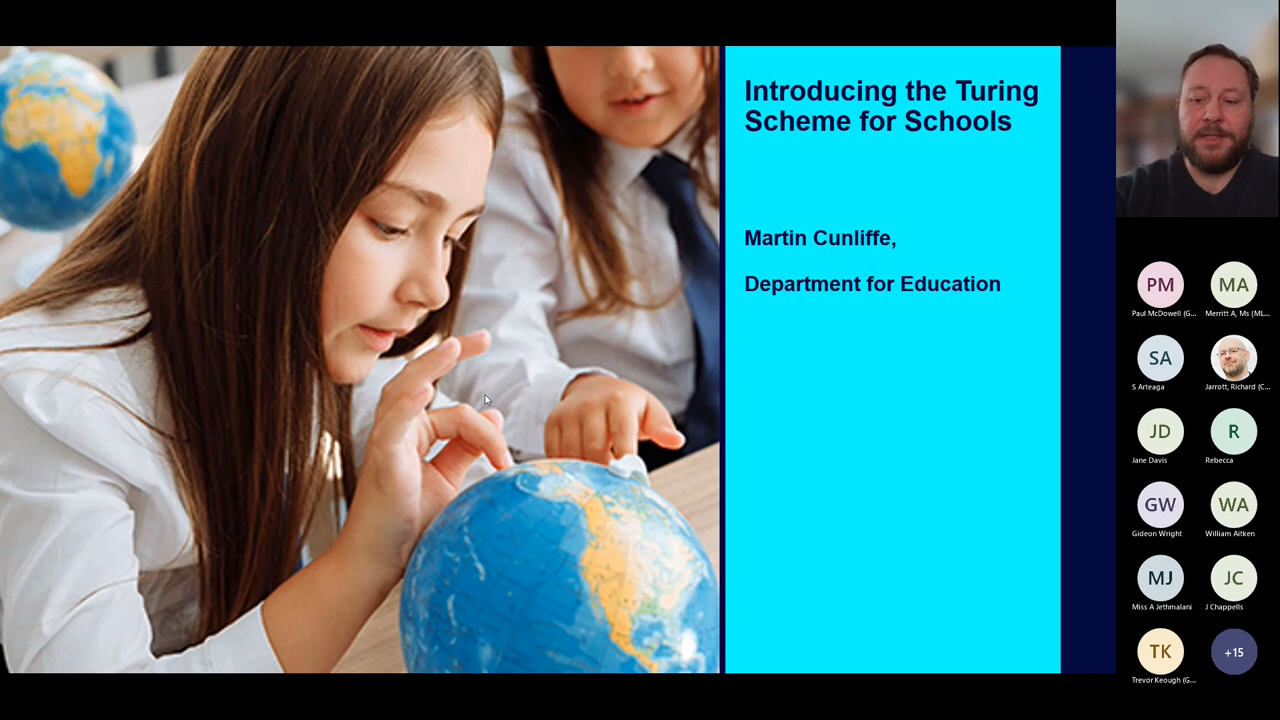 Introducing the Turing
Scheme for Schools
Martin Cunliffe,
Department for Education
PM
MA
Paul McDowell (G...
Merritt A, Ms (ML...
SA
S Arteaga
Jarrott, Richard (C...
JD
R
Jane Davis
Rebecca
GW
WA
Gideon Wright
William Aitken
MJ
JC
Miss A Jethmalani
J Chappells
TK
+15
Trevor Keough (G...